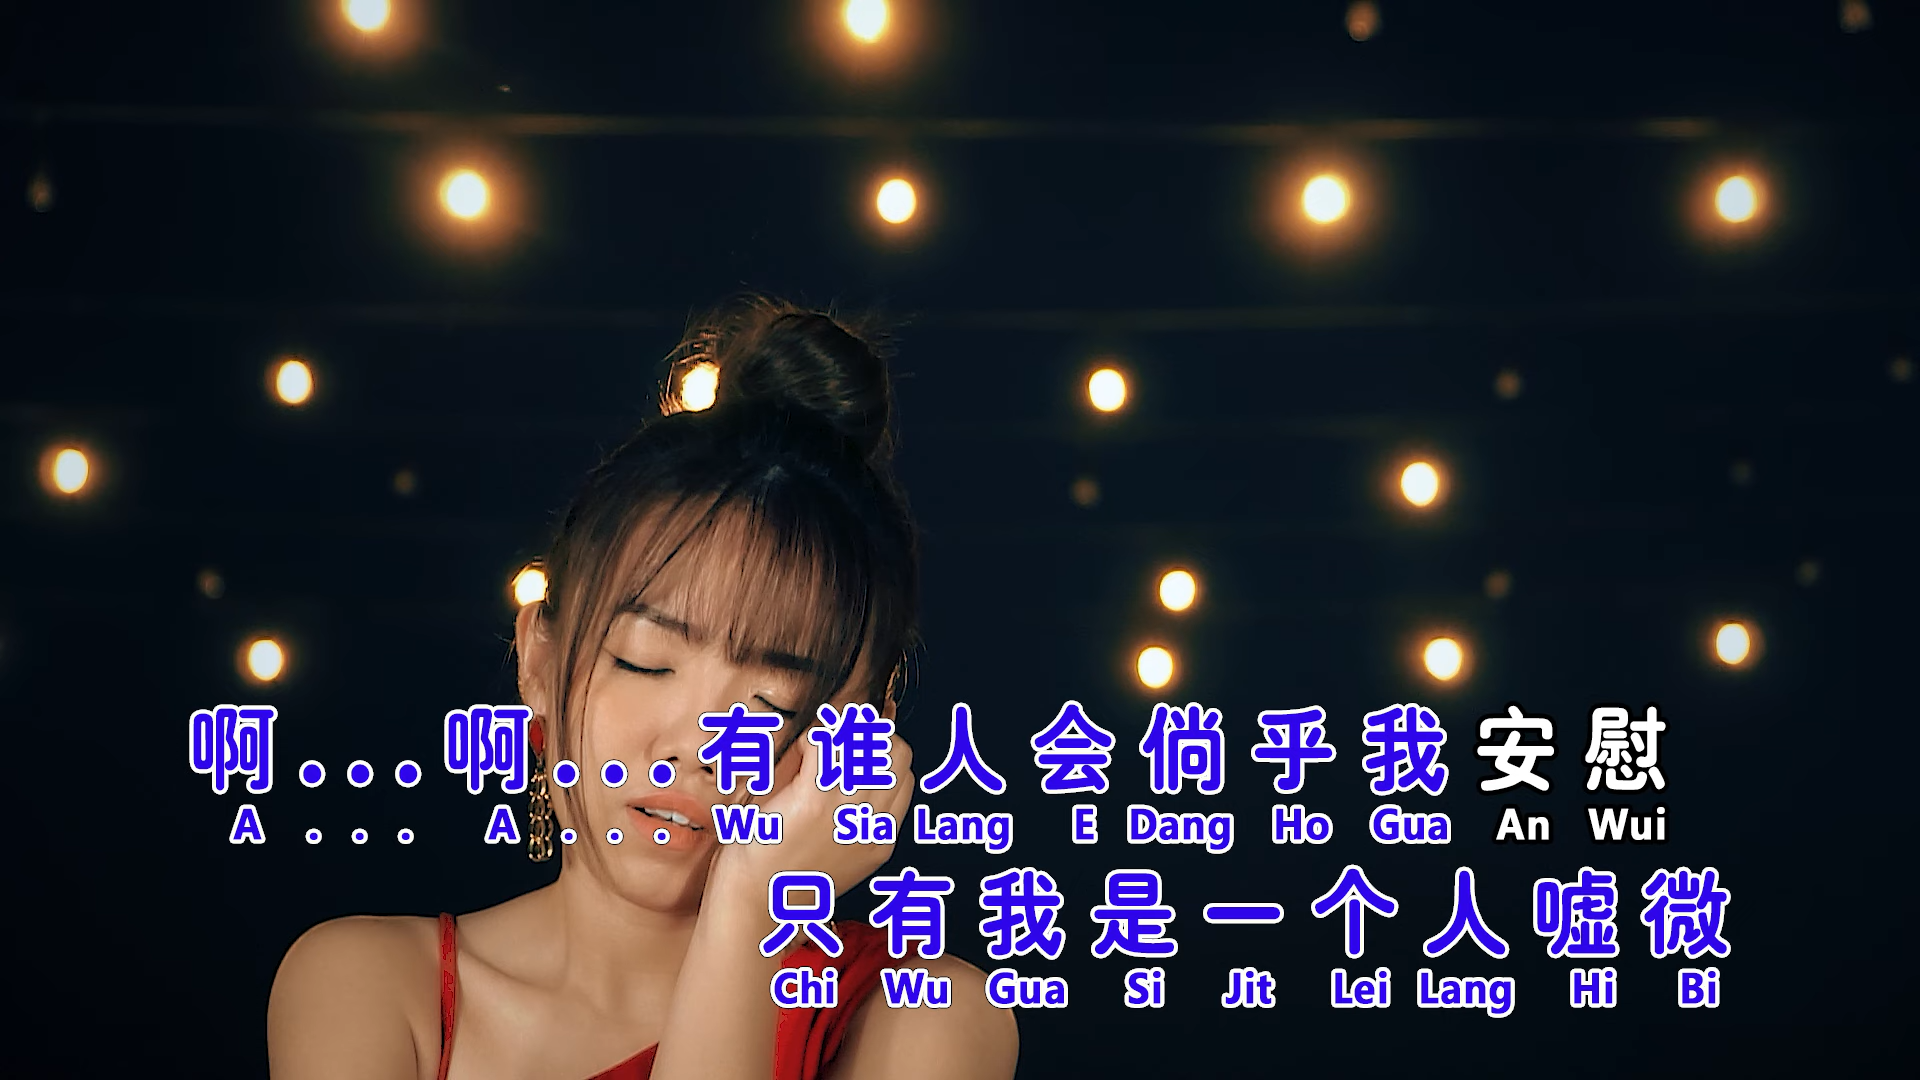 啊...啊...有谁人会倘乎我安慰
A ... A ... Wu Sia Lang E Dang Ho Gua An Wui
只有我是一个人嘘微
Chi Wu Gua Si Jit Lei Lang Hi Bi